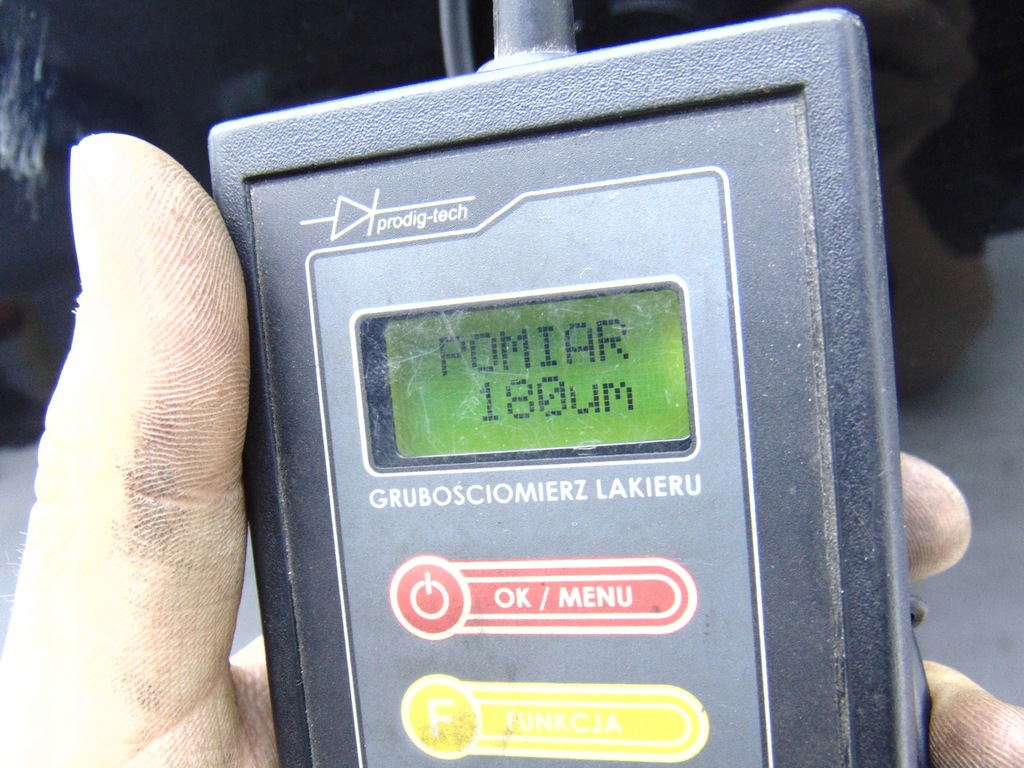 prodig-tech
POMIAR
180um
GRUBOŚCIOMIERZ LAKIERU
OK / MENU
F FUNKCJA